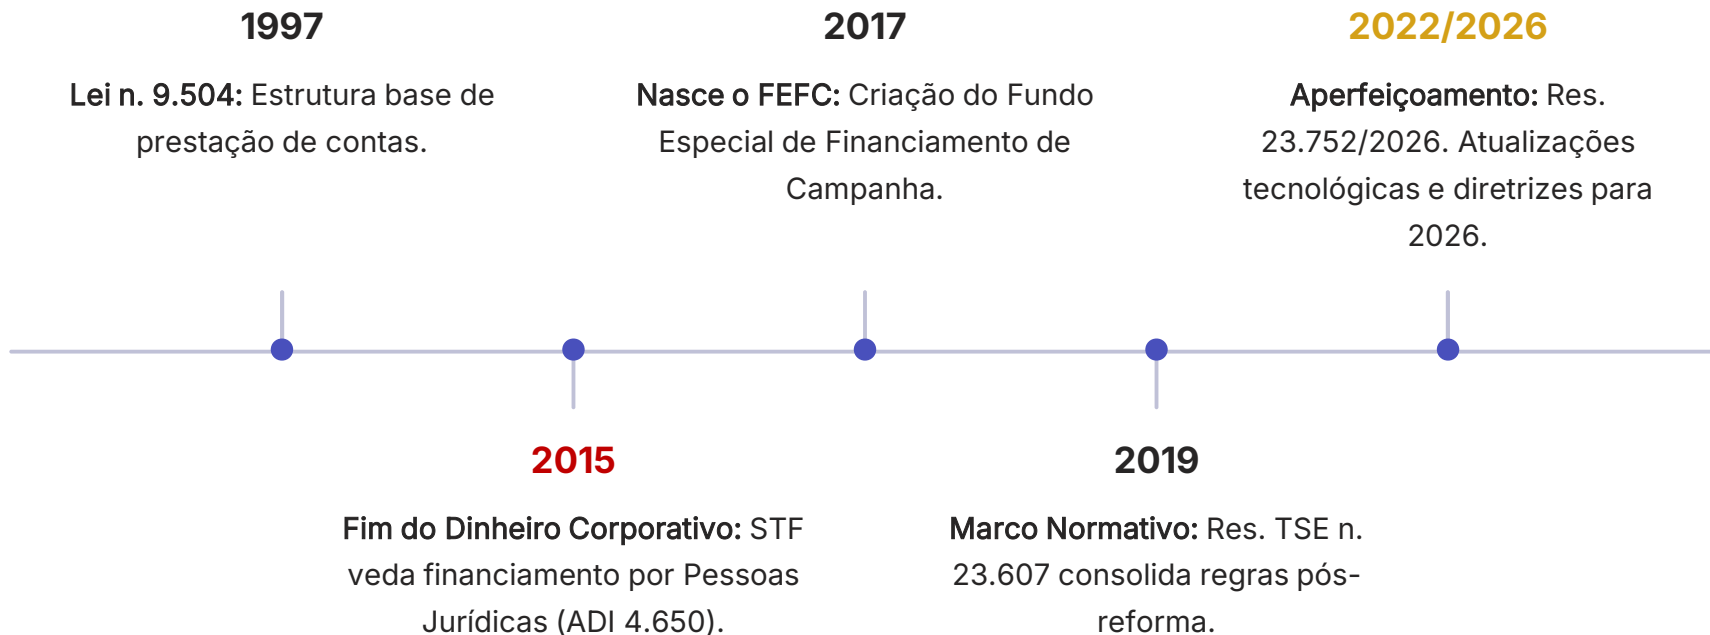 1997
Lei n. 9.504: Estrutura base de
prestação de contas.
2017
Nasce o FEFC: Criação do Fundo
Especial de Financiamento de
Campanha.
2022/2026
Aperfeiçoamento: Res.
23.752/2026. Atualizações
tecnológicas e diretrizes para
2026.
2015
Fim do Dinheiro Corporativo: STF
veda financiamento por Pessoas
Jurídicas (ADI 4.650).
2019
Marco Normativo: Res. TSE n.
23.607 consolida regras pós-
reforma.